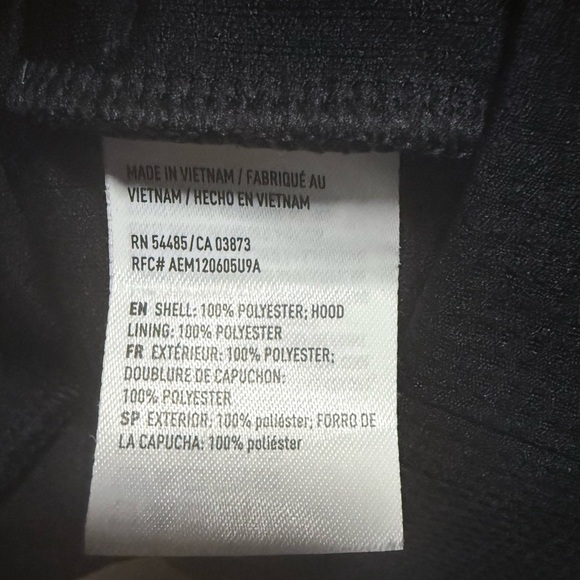 MADE IN VIETNAM / FABRIQUÉ AU
VIETNAM / HECHO EN VIETNAM
RN 54485/CA 03873
RFC# AEM120605U9A
EN SHELL: 100% POLYESTER; HOOD
LINING: 100% POLYESTER
FR EXTÉRIEUR: 100% POLYESTER;
DOUBLURE DE CAPUCHON:
100% POLYESTER
SP EXTERIOR: 100% poliéster; FORRO DE
LA CAPUCHA: 100% poliéster